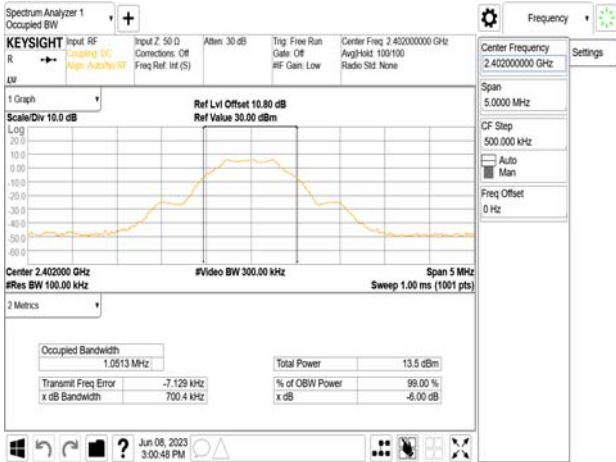 Spectrum Analyzer 1
Occupied BW
Frequency
KEYSIGHT
R
Input: RF
Coupling: DC
Align: Auto/No RF
Input Z: 50 Ω
Corrections: Off
Freq Ref: Int (S)
Atten: 30 dB
Trig: Free Run
Gate: Off
#IF Gain: Low
Center Freq: 2.402000000 GHz
Avg|Hold: 100/100
Radio Std: None
Center Frequency
2.402000000 GHz
Settings
Span
5.0000 MHz
CF Step
500.000 kHz
Auto
Man
Freq Offset
0 Hz
1 Graph
Scale/Div 10.0 dB
Ref Lvl Offset 10.80 dB
Ref Value 30.00 dBm
Log
20.0
10.0
0.00
-10.0
-20.0
-30.0
-40.0
-50.0
-60.0
Center 2.402000 GHz
#Res BW 100.00 kHz
#Video BW 300.00 kHz
Span 5 MHz
Sweep 1.00 ms (1001 pts)
2 Metrics
Occupied Bandwidth
1.0513 MHz
Total Power 13.5 dBm
Transmit Freq Error -7.129 kHz
% of OBW Power 99.00 %
x dB Bandwidth 700.4 kHz
x dB -6.00 dB
?
Jun 08, 2023
3:00:48 PM